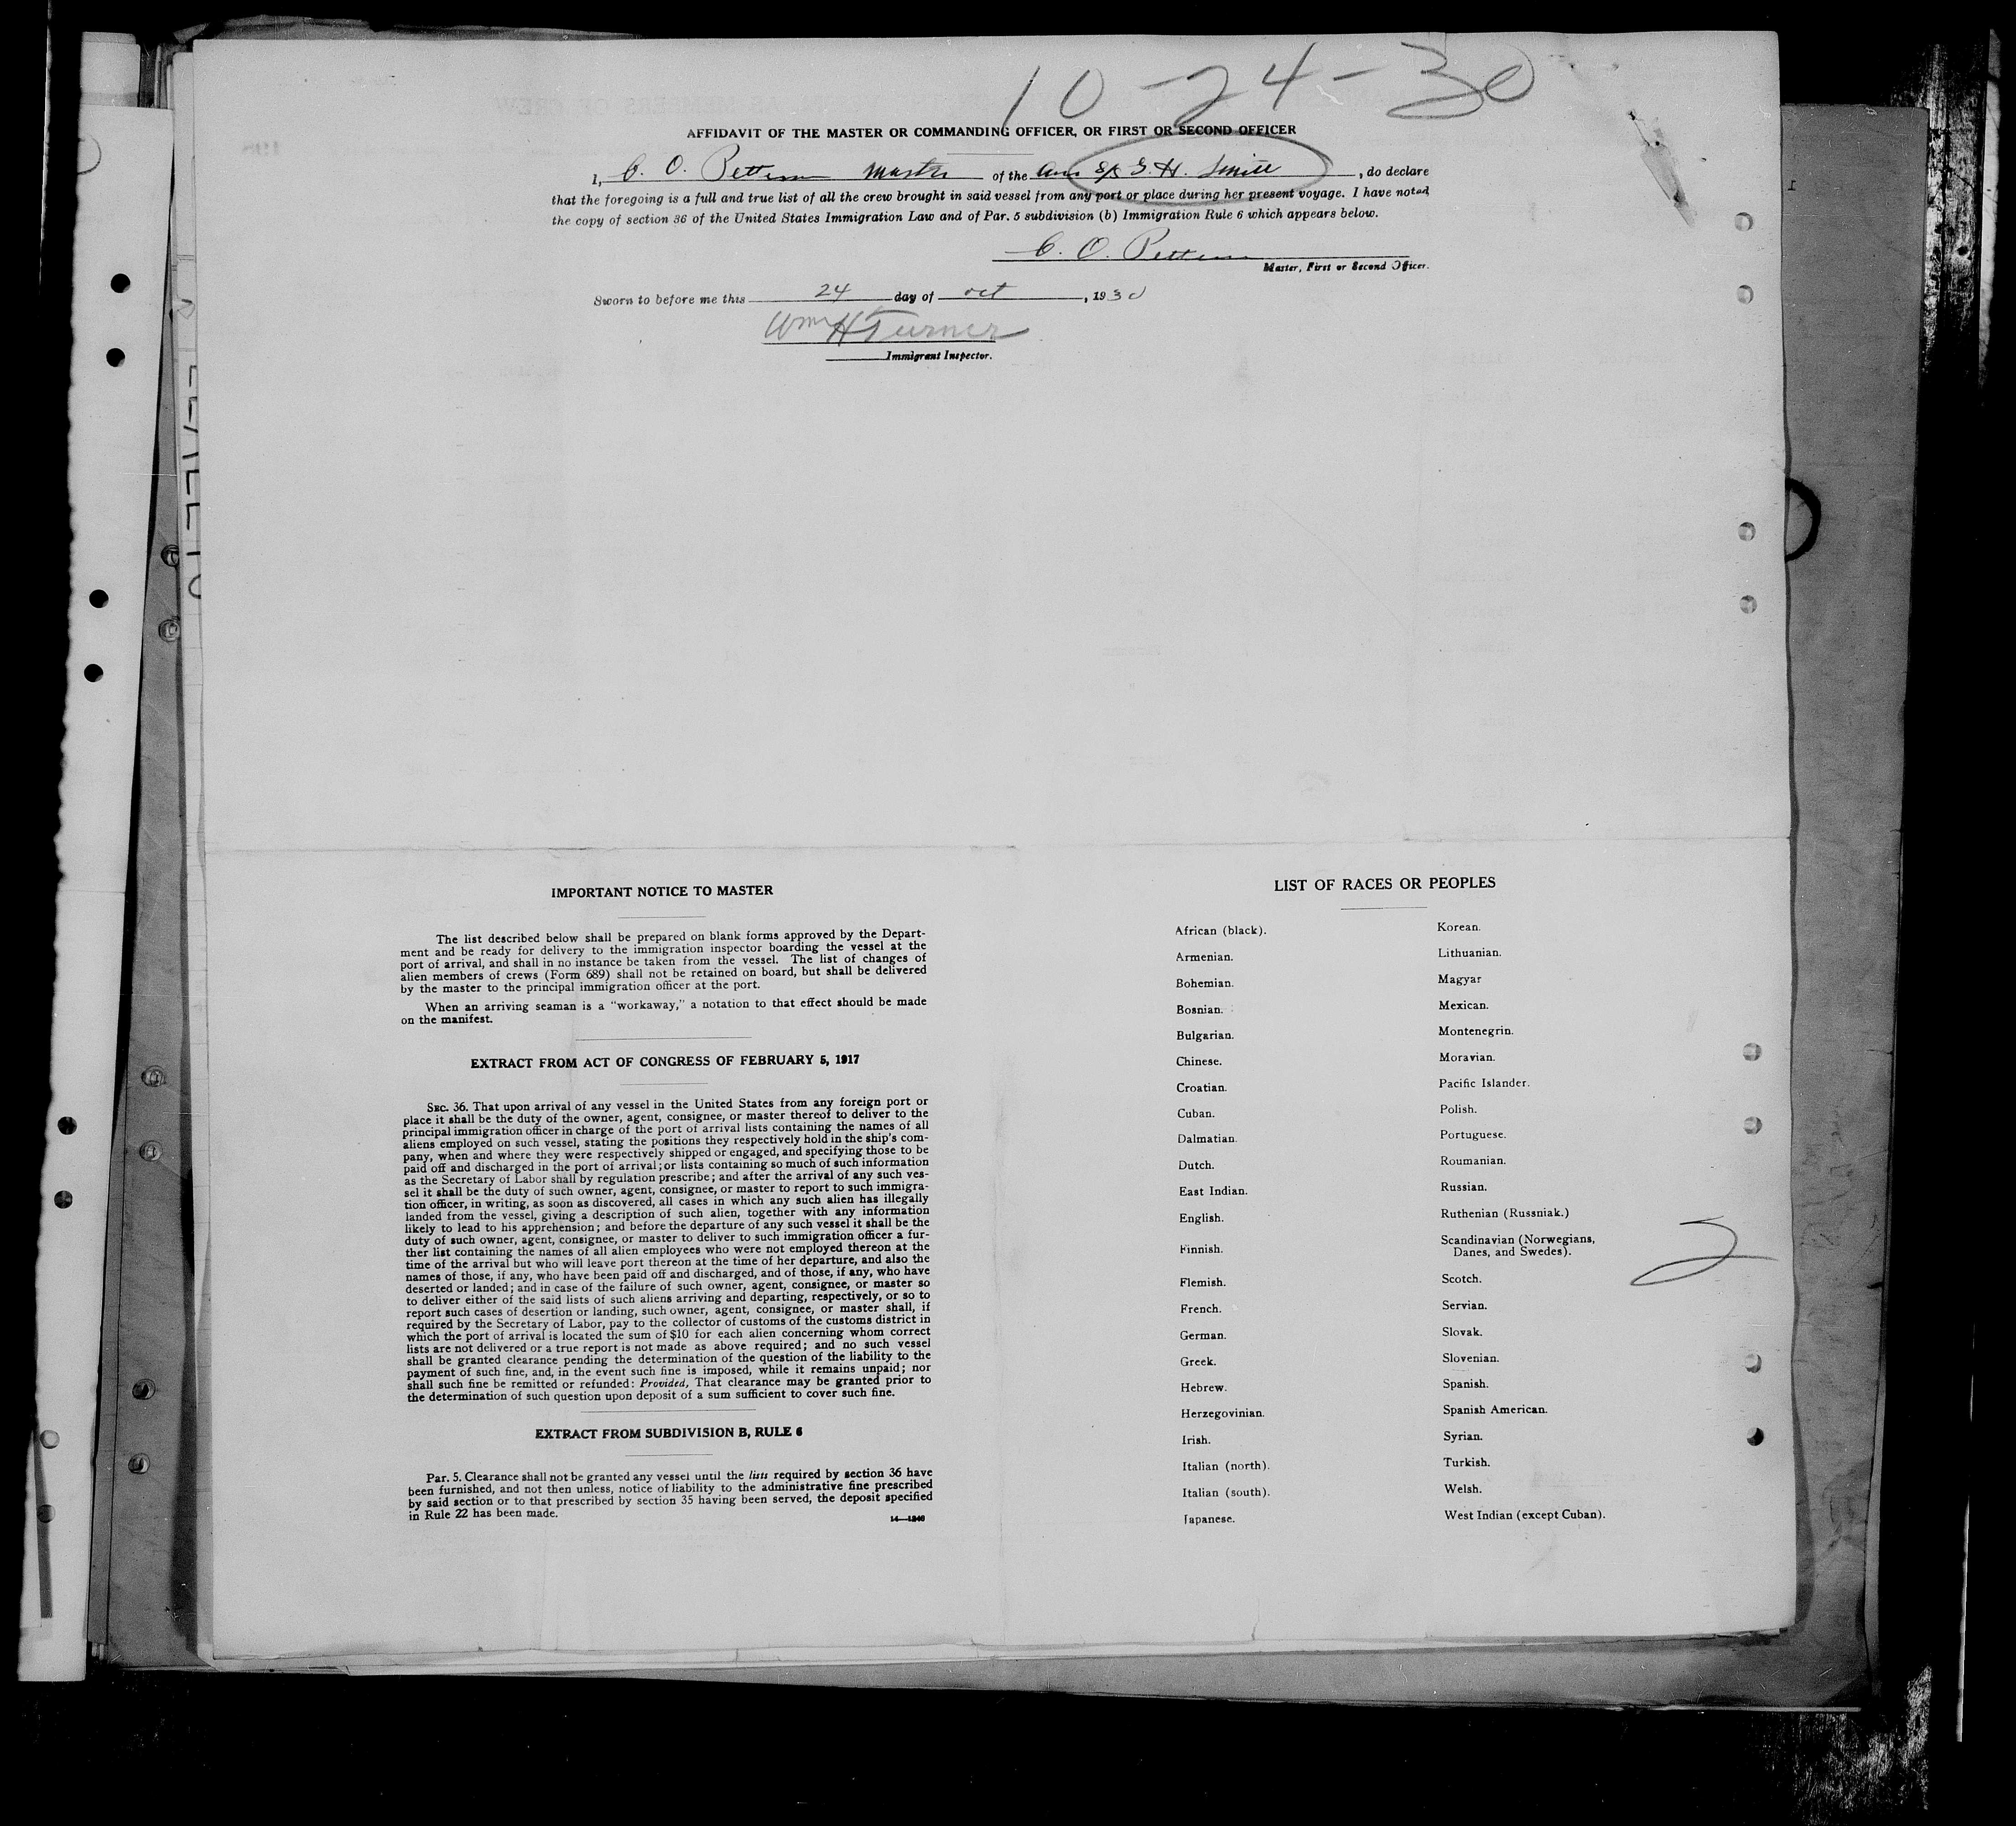 10-24-30
AFFIDAVIT OF THE MASTER OR COMMANDING OFFICER, OR FIRST OR SECOND OFFICER
I, C. O. Petterson Master of the Am S/S E. H. Smith, do declare
that the foregoing is a full and true list of all the crew brought in said vessel from any port or place during her present voyage. I have noted
the copy of section 36 of the United States Immigration Law and of Par. 5 subdivision (b) Immigration Rule 6 which appears below.
C. O. Petterson
Master, First or Second Officer.
Sworn to before me this 24 day of oct, 1930
Wm H Turner
Immigrant Inspector.
IMPORTANT NOTICE TO MASTER
The list described below shall be prepared on blank forms approved by the Depart-
ment and be ready for delivery to the immigration inspector boarding the vessel at the
port of arrival, and shall in no instance be taken from the vessel. The list of changes of
alien members of crews (Form 689) shall not be retained on board, but shall be delivered
by the master to the principal immigration officer at the port.
When an arriving seaman is a "workaway," a notation to that effect should be made
on the manifest.
EXTRACT FROM ACT OF CONGRESS OF FEBRUARY 5, 1917
SEC. 36. That upon arrival of any vessel in the United States from any foreign port or
place it shall be the duty of the owner, agent, consignee, or master thereof to deliver to the
principal immigration officer in charge of the port of arrival lists containing the names of all
aliens employed on such vessel, stating the positions they respectively hold in the ship's com-
pany, when and where they were respectively shipped or engaged, and specifying those to be
paid off and discharged in the port of arrival; or lists containing so much of such information
as the Secretary of Labor shall by regulation prescribe; and after the arrival of any such ves-
sel it shall be the duty of such owner, agent, consignee, or master to report to such immigra-
tion officer, in writing, as soon as discovered, all cases in which any such alien has illegally
landed from the vessel, giving a description of such alien, together with any information
likely to lead to his apprehension; and before the departure of any such vessel it shall be the
duty of such owner, agent, consignee, or master to deliver to such immigration officer a fur-
ther list containing the names of all alien employees who were not employed thereon at the
time of the arrival but who will leave port thereon at the time of her departure, and also the
names of those, if any, who have been paid off and discharged, and of those, if any, who have
deserted or landed; and in case of the failure of such owner, agent, consignee, or master so
to deliver either of the said lists of such aliens arriving and departing, respectively, or so to
report such cases of desertion or landing, such owner, agent, consignee, or master shall, if
required by the Secretary of Labor, pay to the collector of customs of the customs district in
which the port of arrival is located the sum of $10 for each alien concerning whom correct
lists are not delivered or a true report is not made as above required; and no such vessel
shall be granted clearance pending the determination of the question of the liability to the
payment of such fine, and, in the event such fine is imposed, while it remains unpaid; nor
shall such fine be remitted or refunded: Provided, That clearance may be granted prior to
the determination of such question upon deposit of a sum sufficient to cover such fine.
EXTRACT FROM SUBDIVISION B, RULE 6
Par. 5. Clearance shall not be granted any vessel until the lists required by section 36 have
been furnished, and not then unless, notice of liability to the administrative fine prescribed
by said section or to that prescribed by section 35 having been served, the deposit specified
in Rule 22 has been made.
14—1240
LIST OF RACES OR PEOPLES
African (black).
Armenian.
Bohemian.
Bosnian.
Bulgarian.
Chinese.
Croatian.
Cuban.
Dalmatian.
Dutch.
East Indian.
English.
Finnish.
Flemish.
French.
German.
Greek.
Hebrew.
Herzegovinian.
Irish.
Italian (north).
Italian (south).
Japanese.
Korean.
Lithuanian.
Magyar
Mexican.
Montenegrin.
Moravian.
Pacific Islander.
Polish.
Portuguese.
Roumanian.
Russian.
Ruthenian (Russniak.)
Scandinavian (Norwegians,
Danes, and Swedes).
Scotch.
Servian.
Slovak.
Slovenian.
Spanish.
Spanish American.
Syrian.
Turkish.
Welsh.
West Indian (except Cuban).
2